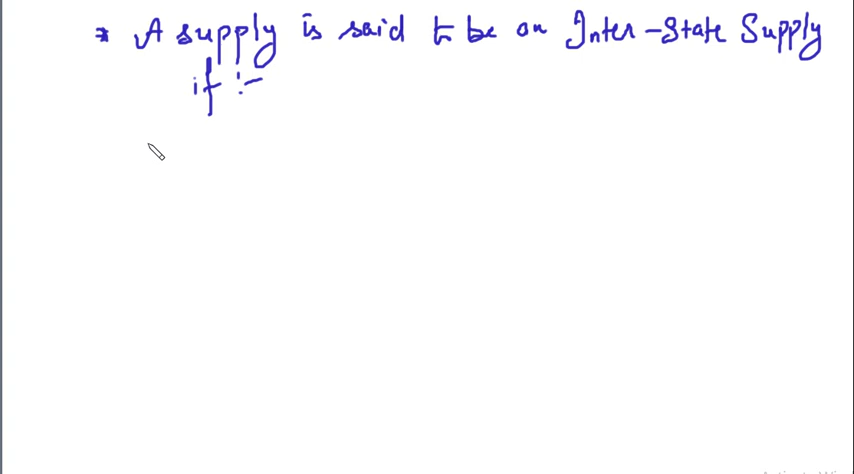 * A supply is said to be an Inter-State Supply
if :-